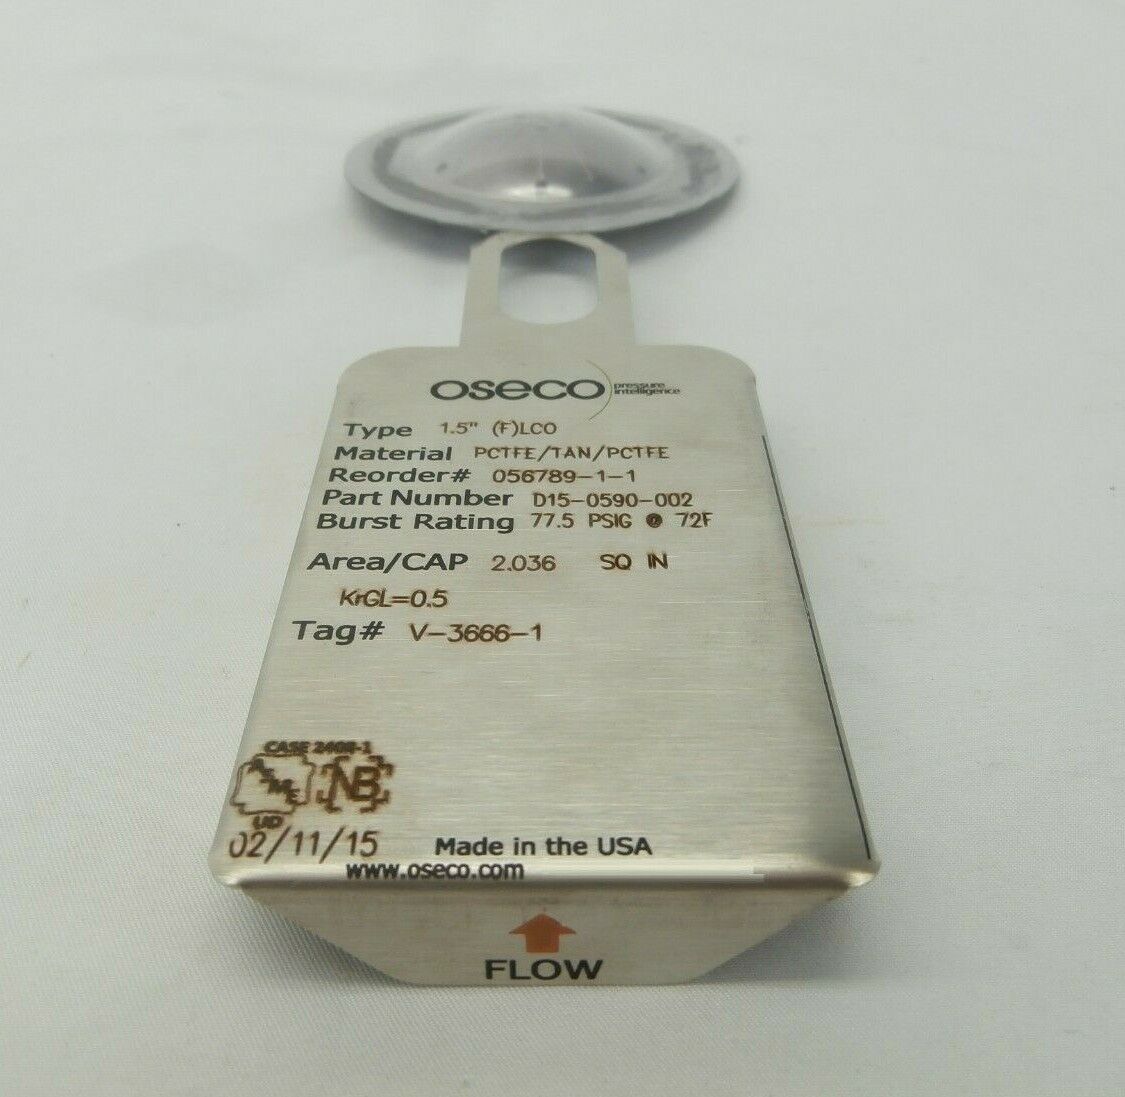 oseco pressure intelligence
Type 1.5" (F)LCO
Material PCTFE/TAN/PCTFE
Reorder# 056789-1-1
Part Number D15-0590-002
Burst Rating 77.5 PSIG @ 72F
Area/CAP 2.036 SQ IN
KrGL=0.5
Tag# V-3666-1
CASE
ASME NB
UD
02/11/15 Made in the USA
www.oseco.com
FLOW